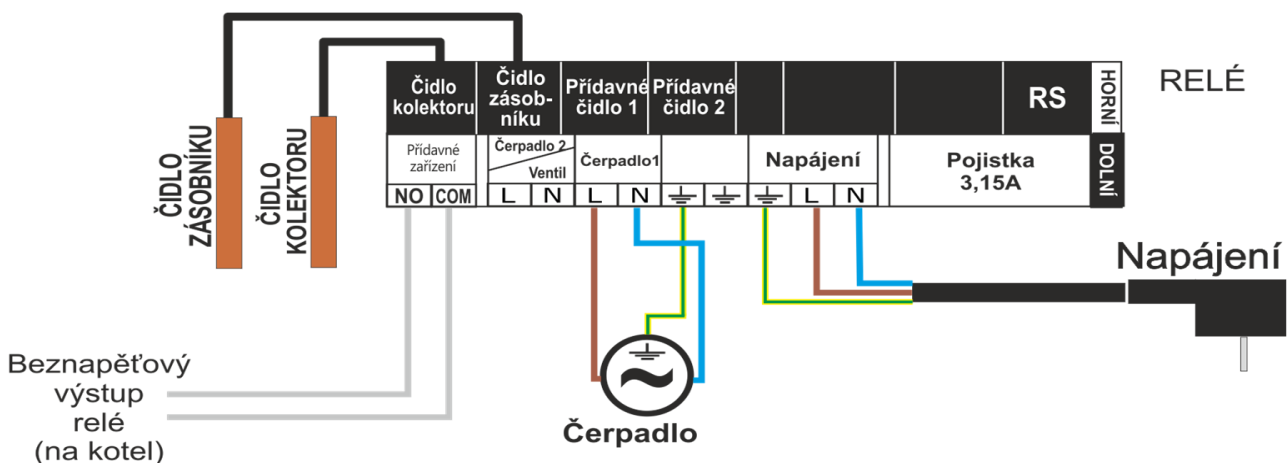 Čidlo
kolektoru
Čidlo
zásob-
níku
Přídavné
čidlo 1
Přídavné
čidlo 2
RS
HORNÍ
RELÉ
Přídavné
zařízení
Čerpadlo 2
Ventil
Čerpadlo1
Napájení
Pojistka
3,15A
DOLNÍ
NO COM L N L N L N
ČIDLO
ZÁSOBNÍKU
ČIDLO
KOLEKTORU
Napájení
Beznapěťový
výstup
relé
(na kotel)
Čerpadlo